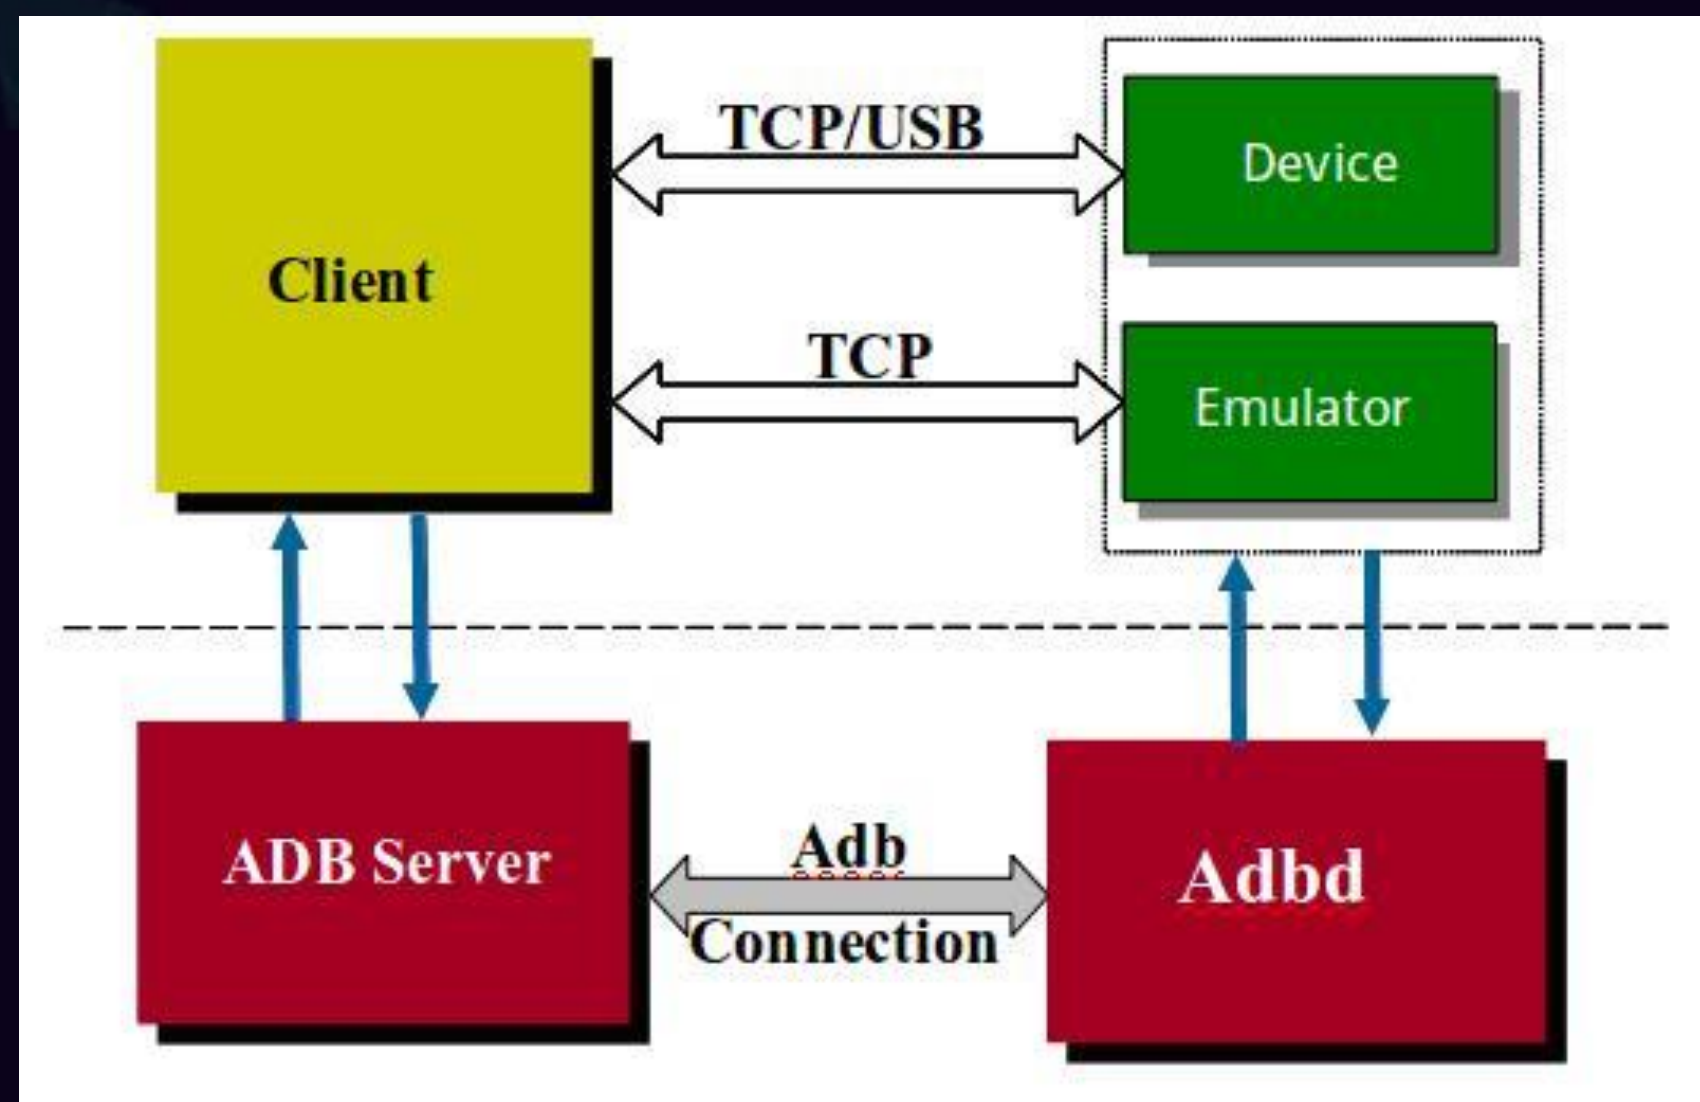 TCP/USB
Device
Client
TCP
Emulator
ADB Server
Adb
Connection
Adbd